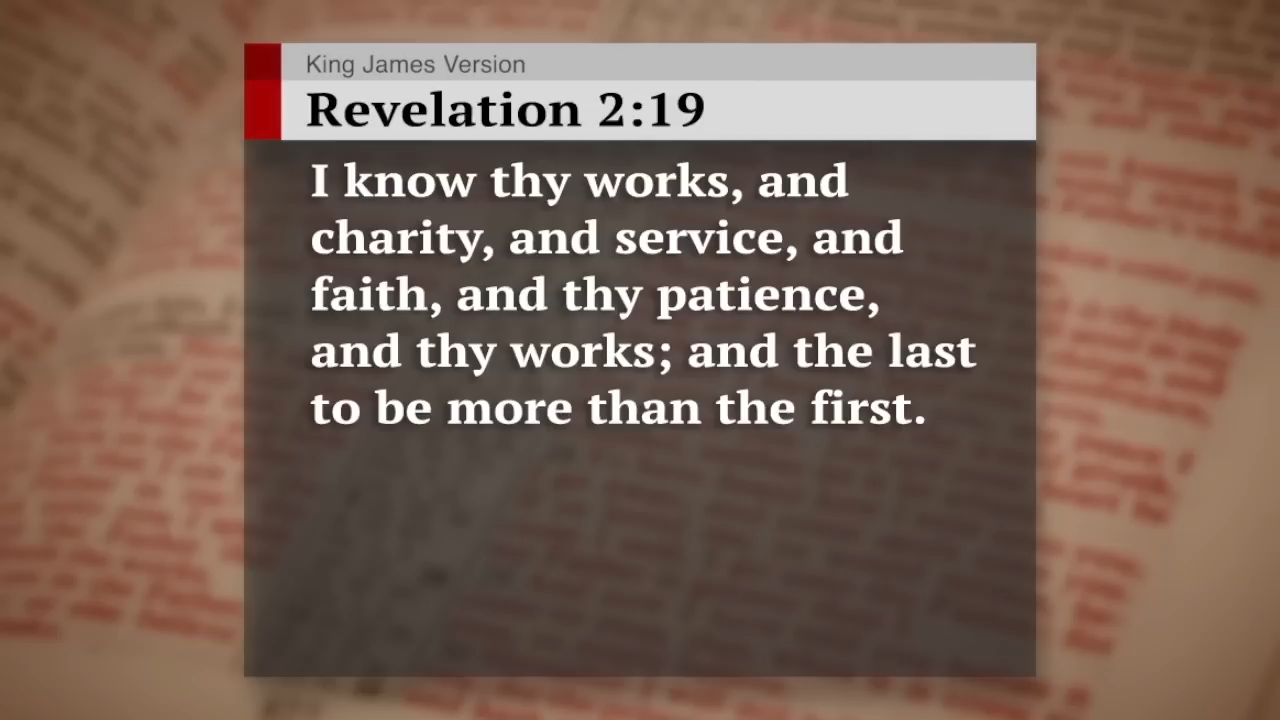 King James Version
Revelation 2:19
I know thy works, and
charity, and service, and
faith, and thy patience,
and thy works; and the last
to be more than the first.